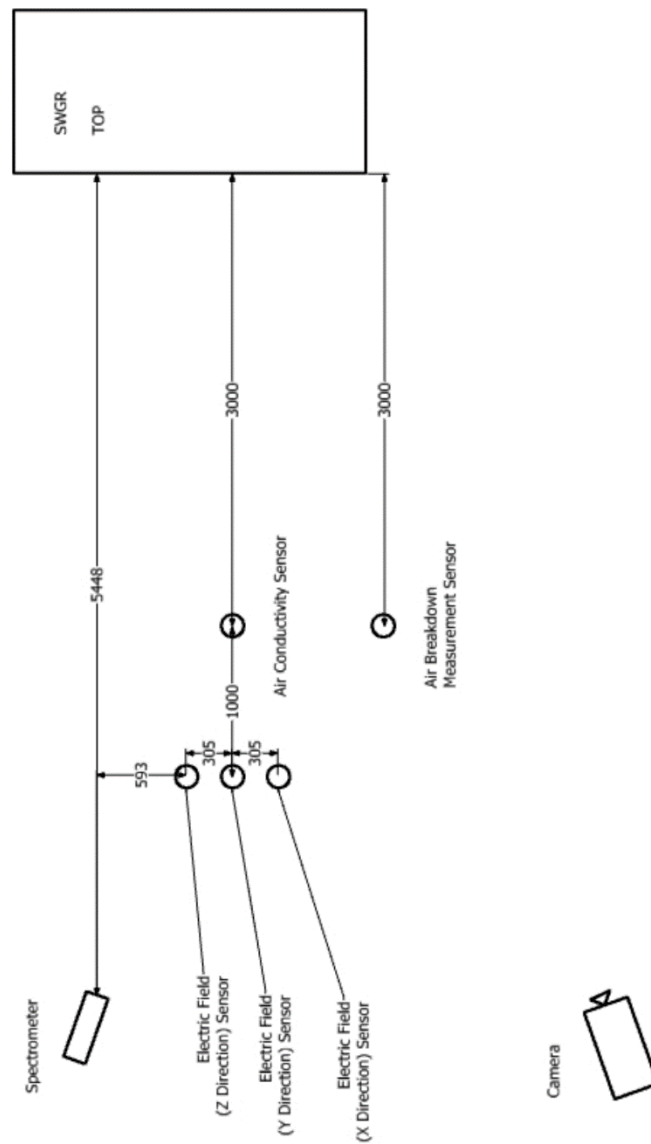 SWGR
TOP
5448
3000
3000
1000
593
305
305
Air Conductivity Sensor
Air Breakdown
Measurement Sensor
Spectrometer
Electric Field
(Z Direction) Sensor
Electric Field
(Y Direction) Sensor
Electric Field
(X Direction) Sensor
Camera